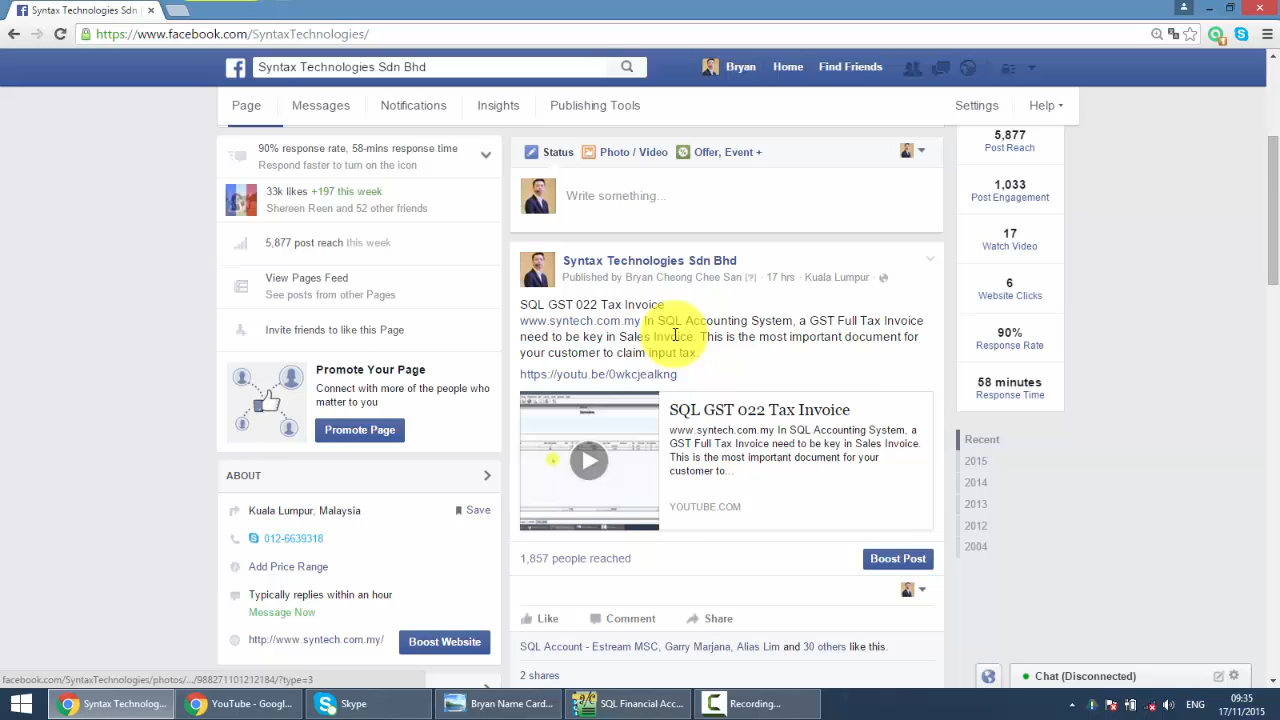 Syntax Technologies Sdn
https://www.facebook.com/SyntaxTechnologies/
Syntax Technologies Sdn Bhd
Bryan
Home
Find Friends
Page
Messages
Notifications
Insights
Publishing Tools
Settings
Help
90% response rate, 58-mins response time
Respond faster to turn on the icon
33k likes +197 this week
Shereen Reen and 52 other friends
5,877 post reach this week
View Pages Feed
See posts from other Pages
Invite friends to like this Page
Promote Your Page
Connect with more of the people who
matter to you
Promote Page
ABOUT
Kuala Lumpur, Malaysia
Save
012-6639318
Add Price Range
Typically replies within an hour
Message Now
http://www.syntech.com.my/
Boost Website
Status
Photo / Video
Offer, Event +
Write something...
Syntax Technologies Sdn Bhd
Published by Bryan Cheong Chee San [?] · 17 hrs · Kuala Lumpur ·
SQL GST 022 Tax Invoice
www.syntech.com.my In SQL Accounting System, a GST Full Tax Invoice
need to be key in Sales Invoice. This is the most important document for
your customer to claim input tax.
https://youtu.be/0wkcjealkng
SQL GST 022 Tax Invoice
www.syntech.com.my In SQL Accounting System, a
GST Full Tax Invoice need to be key in Sales Invoice.
This is the most important document for your
customer to...
YOUTUBE.COM
1,857 people reached
Boost Post
Like
Comment
Share
SQL Account - Estream MSC, Garry Marjana, Alias Lim and 30 others like this.
2 shares
5,877
Post Reach
1,033
Post Engagement
17
Watch Video
6
Website Clicks
90%
Response Rate
58 minutes
Response Time
Recent
2015
2014
2013
2012
2004
facebook.com/SyntaxTechnologies/photos/.../988271101212184/?type=3
Chat (Disconnected)
Syntax Technolog...
YouTube - Googl...
Skype
Bryan Name Card...
SQL Financial Acc...
Recording...
ENG
09:35
17/11/2015